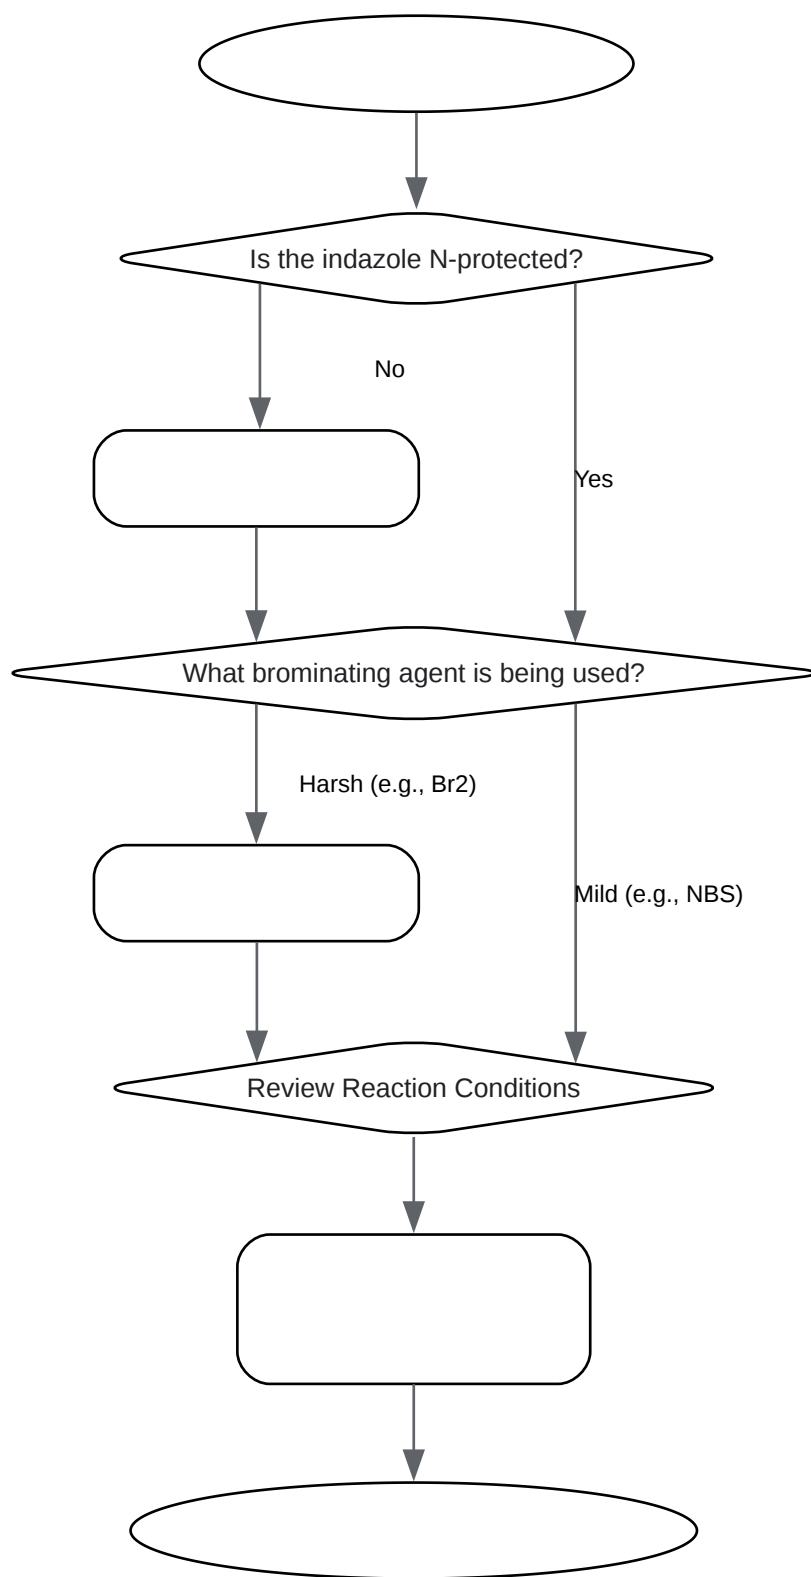 Is the indazole N-protected?
No
Yes
What brominating agent is being used?
Harsh (e.g., Br2)
Mild (e.g., NBS)
Review Reaction Conditions